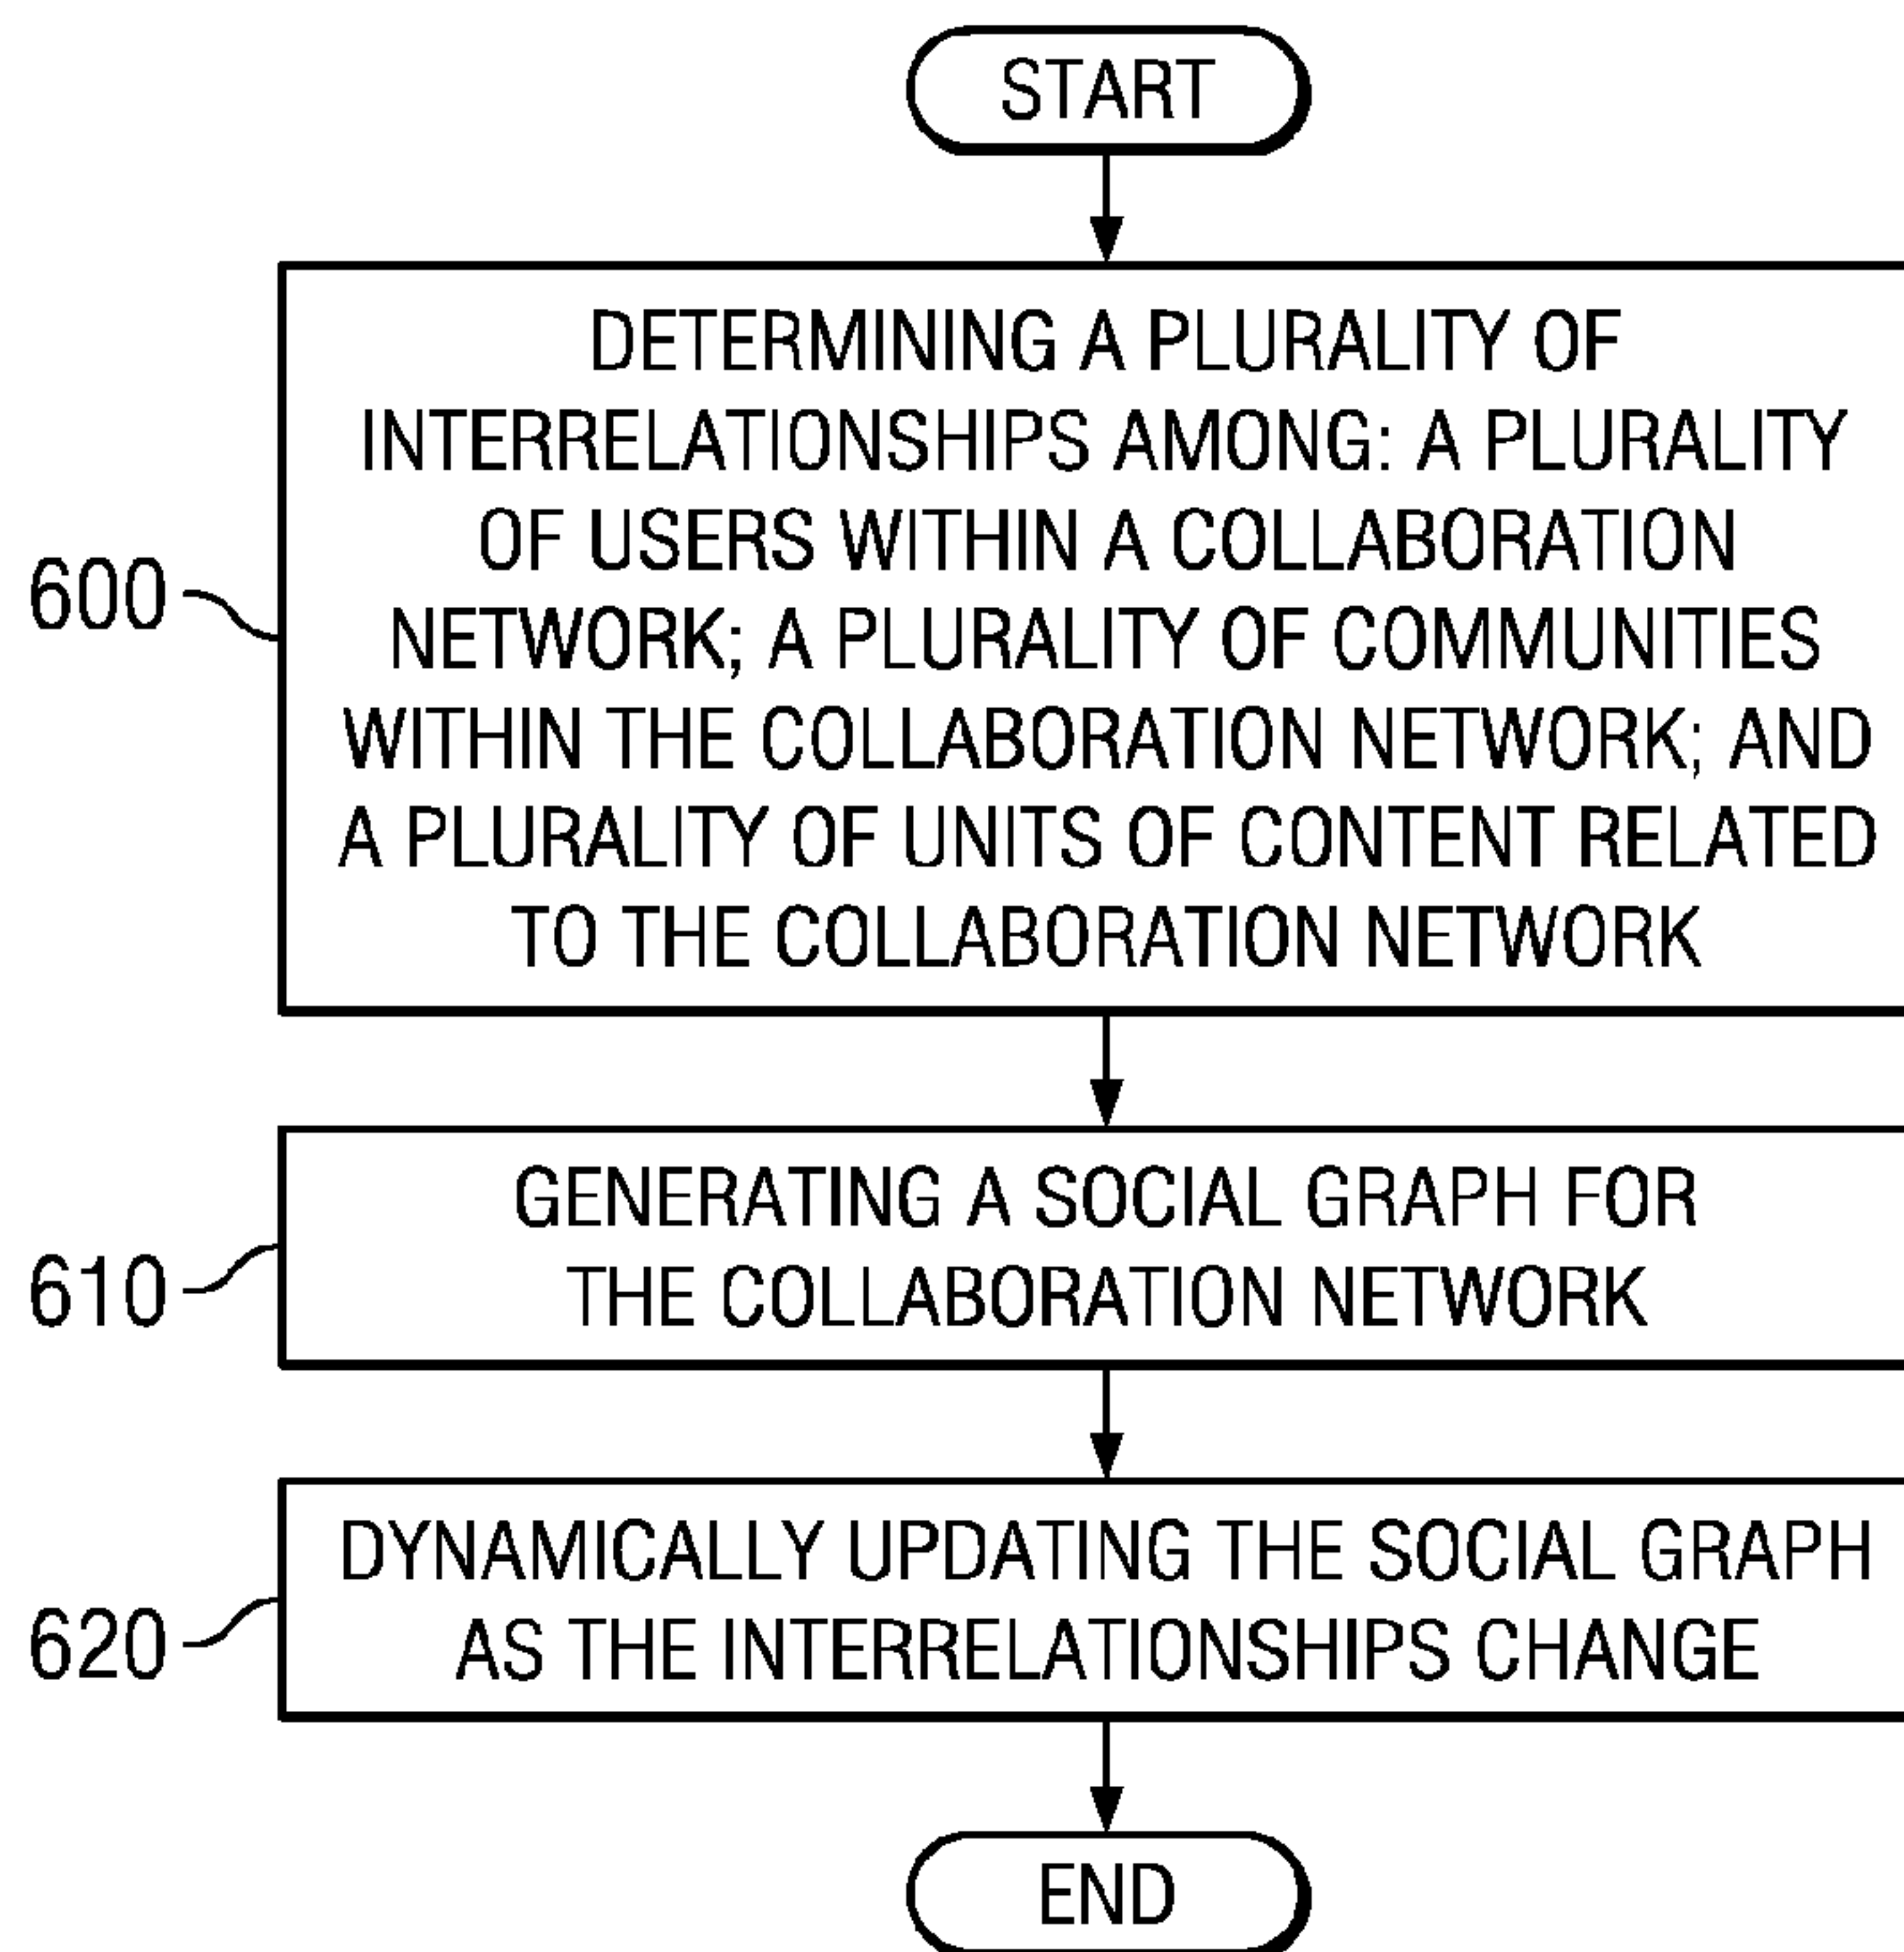 START
DETERMINING A PLURALITY OF
INTERRELATIONSHIPS AMONG: A PLURALITY
OF USERS WITHIN A COLLABORATION
NETWORK; A PLURALITY OF COMMUNITIES
WITHIN THE COLLABORATION NETWORK; AND
A PLURALITY OF UNITS OF CONTENT RELATED
TO THE COLLABORATION NETWORK
600
GENERATING A SOCIAL GRAPH FOR
THE COLLABORATION NETWORK
610
DYNAMICALLY UPDATING THE SOCIAL GRAPH
AS THE INTERRELATIONSHIPS CHANGE
620
END